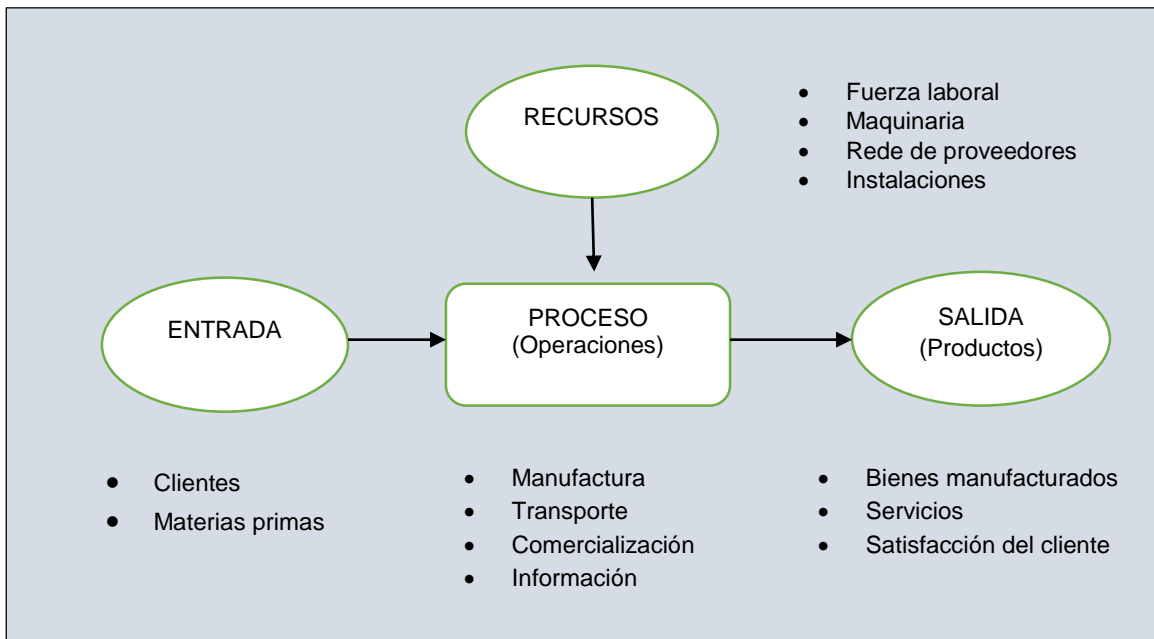 RECURSOS
• Fuerza laboral
• Maquinaria
• Rede de proveedores
• Instalaciones
ENTRADA
PROCESO
(Operaciones)
SALIDA
(Productos)
• Clientes
• Materias primas
• Manufactura
• Transporte
• Comercialización
• Información
• Bienes manufacturados
• Servicios
• Satisfacción del cliente